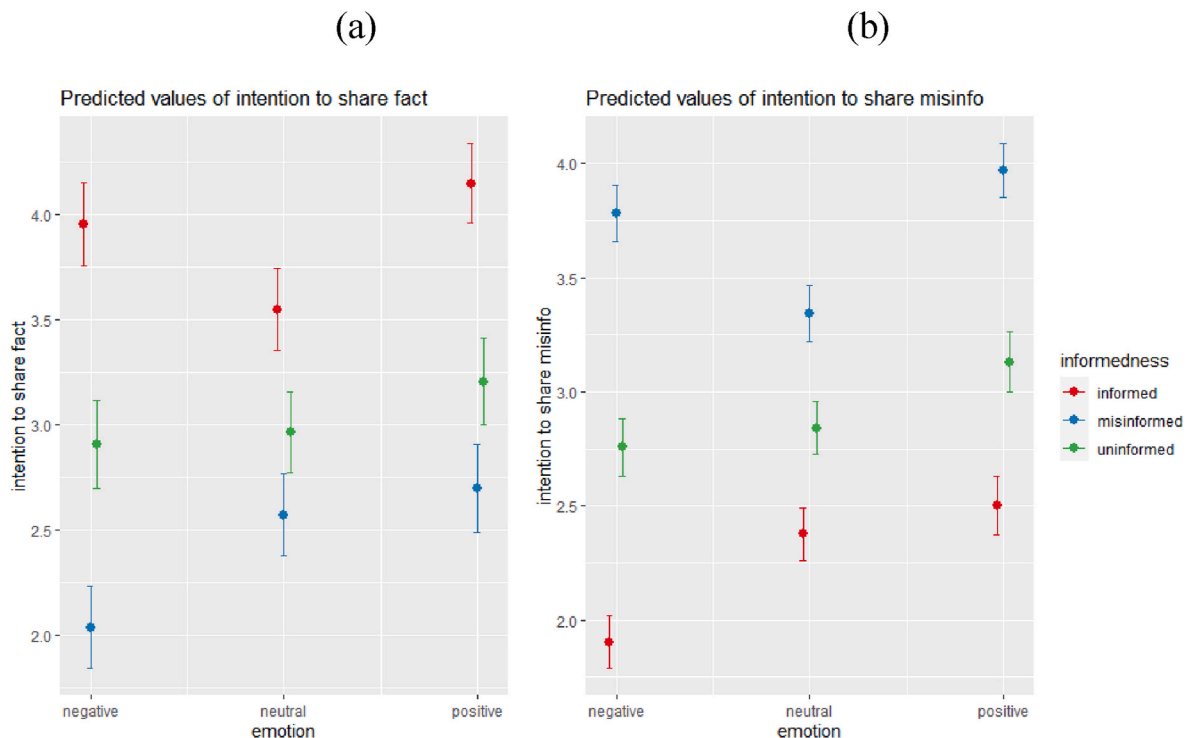 (a)
Predicted values of intention to share fact
intention to share fact
4.0
3.5
3.0
2.5
2.0
negative
neutral
positive
emotion
(b)
Predicted values of intention to share misinfo
intention to share misinfo
4.0
3.5
3.0
2.5
2.0
negative
neutral
positive
emotion
informedness
informed
misinformed
uninformed